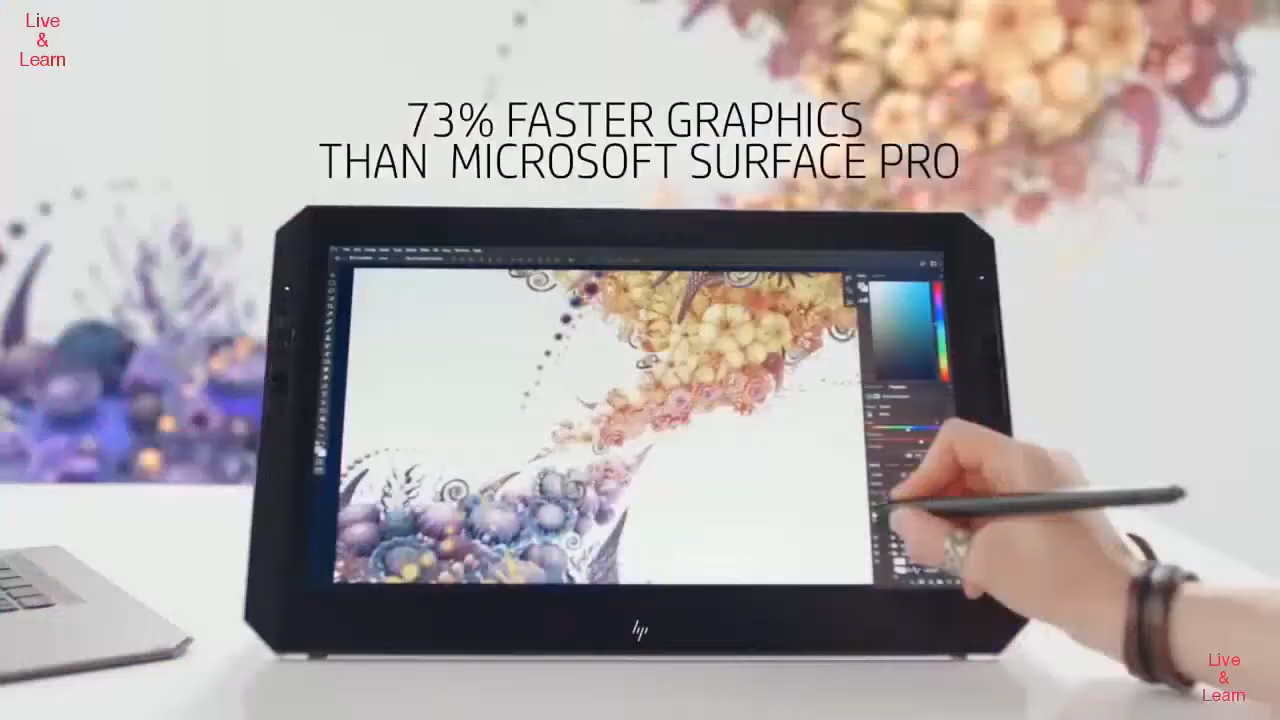 Live
&
Learn
73% FASTER GRAPHICS
THAN MICROSOFT SURFACE PRO
hp
Live
&
Learn